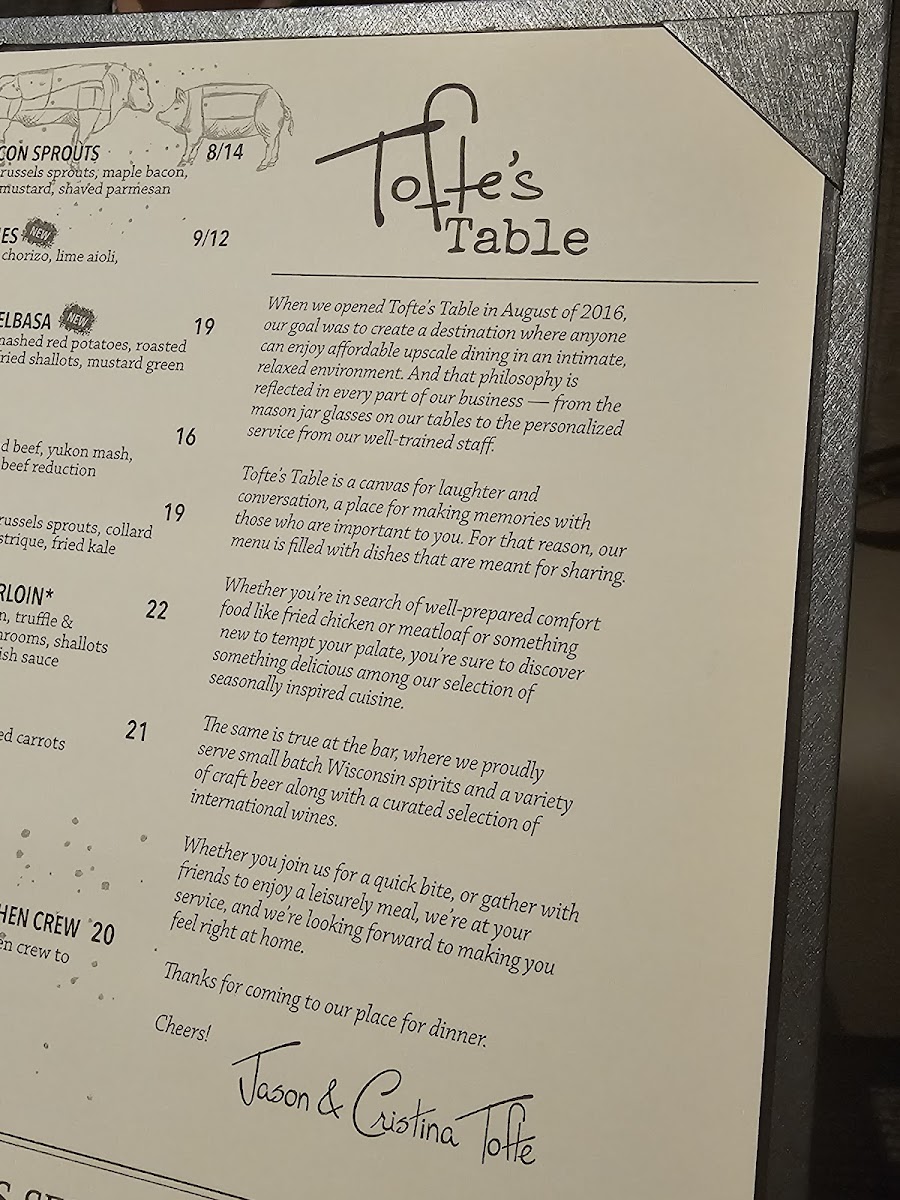 CON SPROUTS 8/14
russels sprouts, maple bacon,
mustard, shaved parmesan
ES NEW 9/12
chorizo, lime aioli,
ELBASA NEW 19
mashed red potatoes, roasted
fried shallots, mustard green
16
d beef, yukon mash,
beef reduction
19
russels sprouts, collard
strique, fried kale
RLOIN* 22
n, truffle &
hrooms, shallots
ish sauce
21
ed carrots
HEN CREW 20
en crew to
Tofte's
Table
When we opened Tofte's Table in August of 2016,
our goal was to create a destination where anyone
can enjoy affordable upscale dining in an intimate,
relaxed environment. And that philosophy is
reflected in every part of our business — from the
mason jar glasses on our tables to the personalized
service from our well-trained staff.
Tofte's Table is a canvas for laughter and
conversation, a place for making memories with
those who are important to you. For that reason, our
menu is filled with dishes that are meant for sharing.
Whether you're in search of well-prepared comfort
food like fried chicken or meatloaf or something
new to tempt your palate, you're sure to discover
something delicious among our selection of
seasonally inspired cuisine.
The same is true at the bar, where we proudly
serve small batch Wisconsin spirits and a variety
of craft beer along with a curated selection of
international wines.
Whether you join us for a quick bite, or gather with
friends to enjoy a leisurely meal, we're at your
service, and we're looking forward to making you
feel right at home.
Thanks for coming to our place for dinner.
Cheers!
Jason & Cristina Tofte